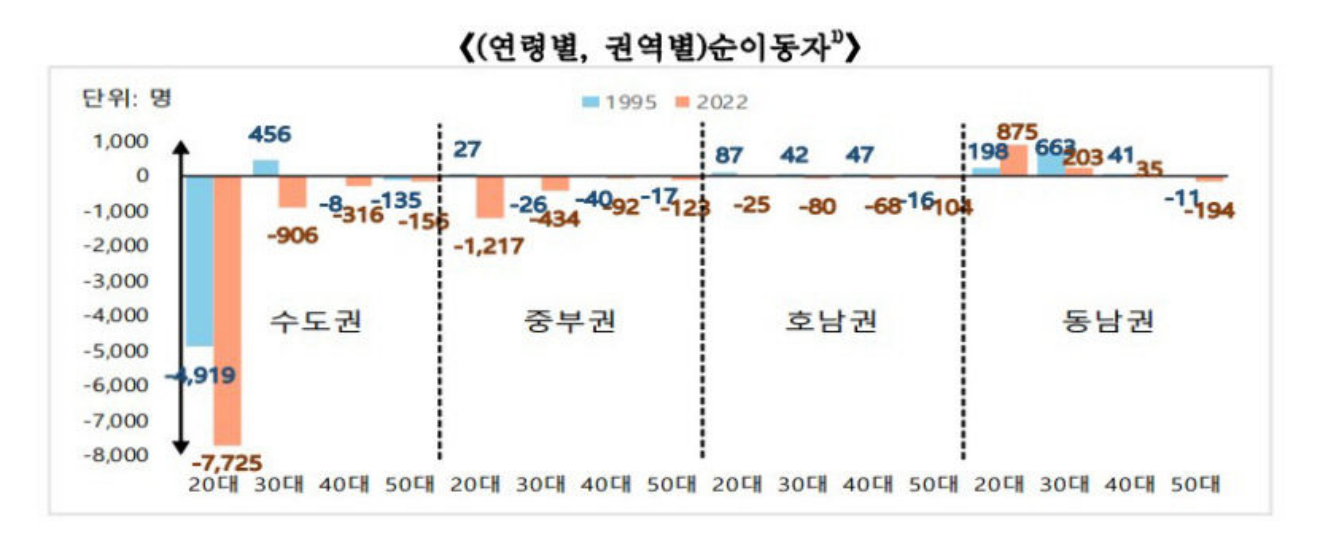 《(연령별, 권역별)순이동자¹⁾》
단위: 명
1995 2022
1,000
0
-1,000
-2,000
-3,000
-4,000
-5,000
-6,000
-7,000
-8,000
-4,919 -7,725 456 -906 -8 -316 -135 -156
27 -1,217 -26 -434 -40 -92 -17 -123
87 -25 42 -80 47 -68 -16 -104
198 875 663 203 41 35 -11 -194
수도권 중부권 호남권 동남권
20대 30대 40대 50대 20대 30대 40대 50대 20대 30대 40대 50대 20대 30대 40대 50대